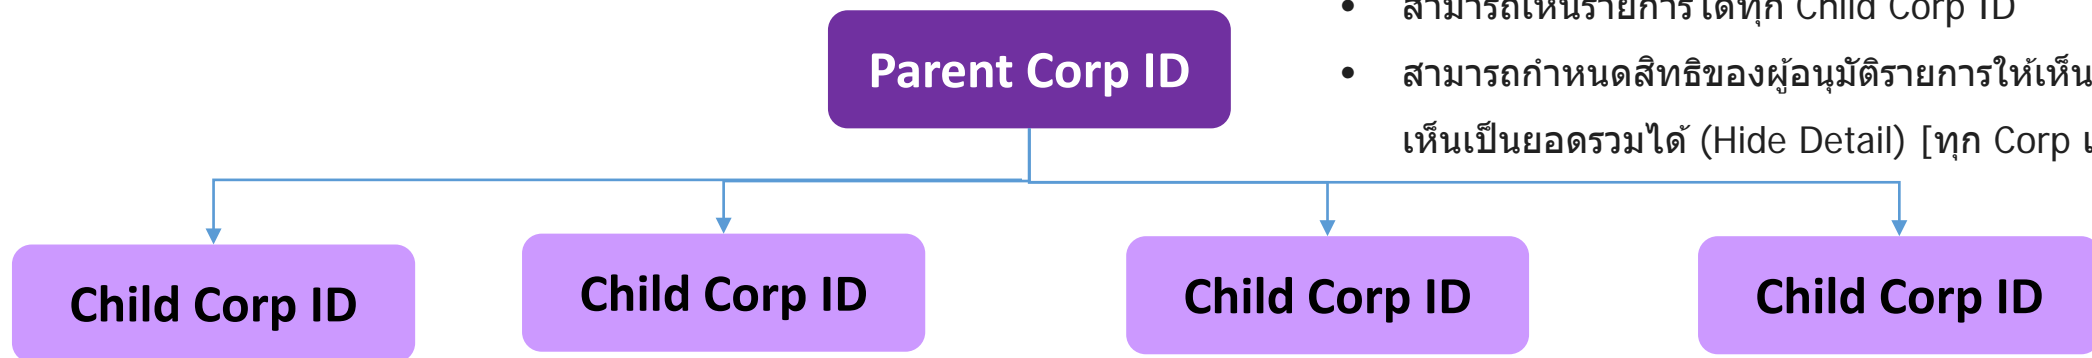 • สามารถเห็นรายการได้ทุก Child Corp ID
Parent Corp ID
• สามารถกำหนดสิทธิของผู้อนุมัติรายการให้เห็น
เห็นเป็นยอดรวมได้ (Hide Detail) [ทุก Corp
Child Corp ID
Child Corp ID
Child Corp ID
Child Corp ID